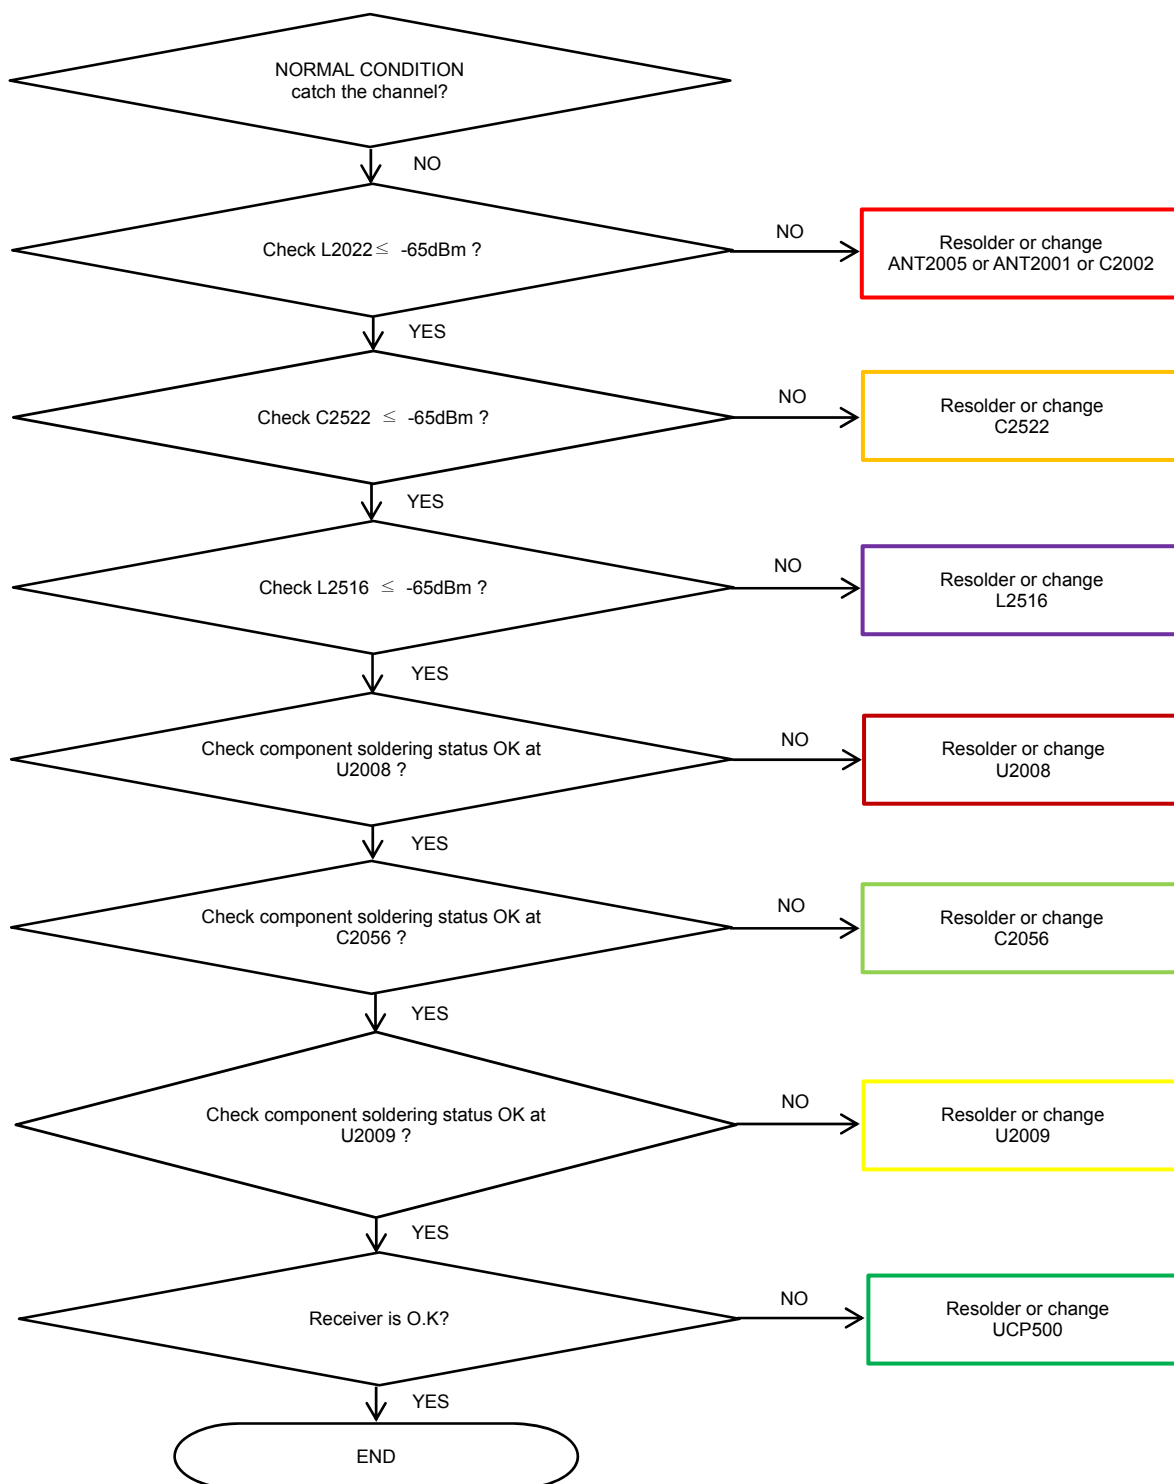 NORMAL CONDITION
catch the channel?
NO
Check L2022 ≤ -65dBm ?
NO
Resolder or change
ANT2005 or ANT2001 or C2002
YES
Check C2522 ≤ -65dBm ?
NO
Resolder or change
C2522
YES
Check L2516 ≤ -65dBm ?
NO
Resolder or change
L2516
YES
Check component soldering status OK at
U2008 ?
NO
Resolder or change
U2008
YES
Check component soldering status OK at
C2056 ?
NO
Resolder or change
C2056
YES
Check component soldering status OK at
U2009 ?
NO
Resolder or change
U2009
YES
Receiver is O.K?
NO
Resolder or change
UCP500
YES
END